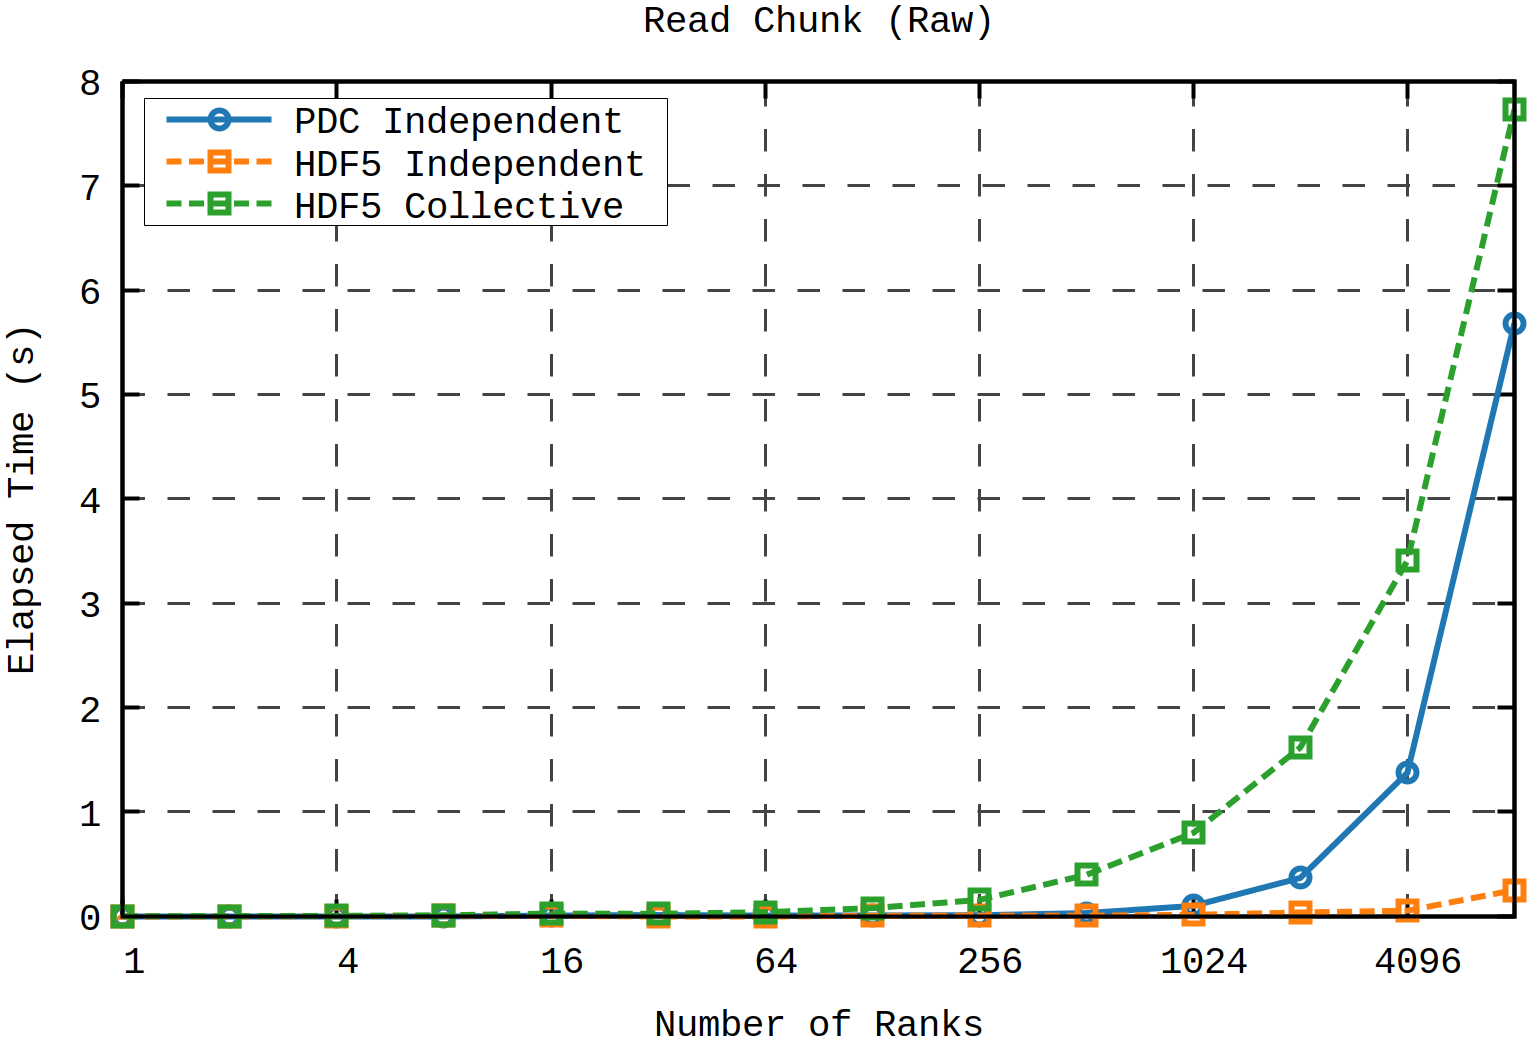 Read Chunk (Raw)
PDC Independent
HDF5 Independent
HDF5 Collective
Elapsed Time (s)
8
7
6
5
4
3
2
1
0
1 4 16 64 256 1024 4096
Number of Ranks